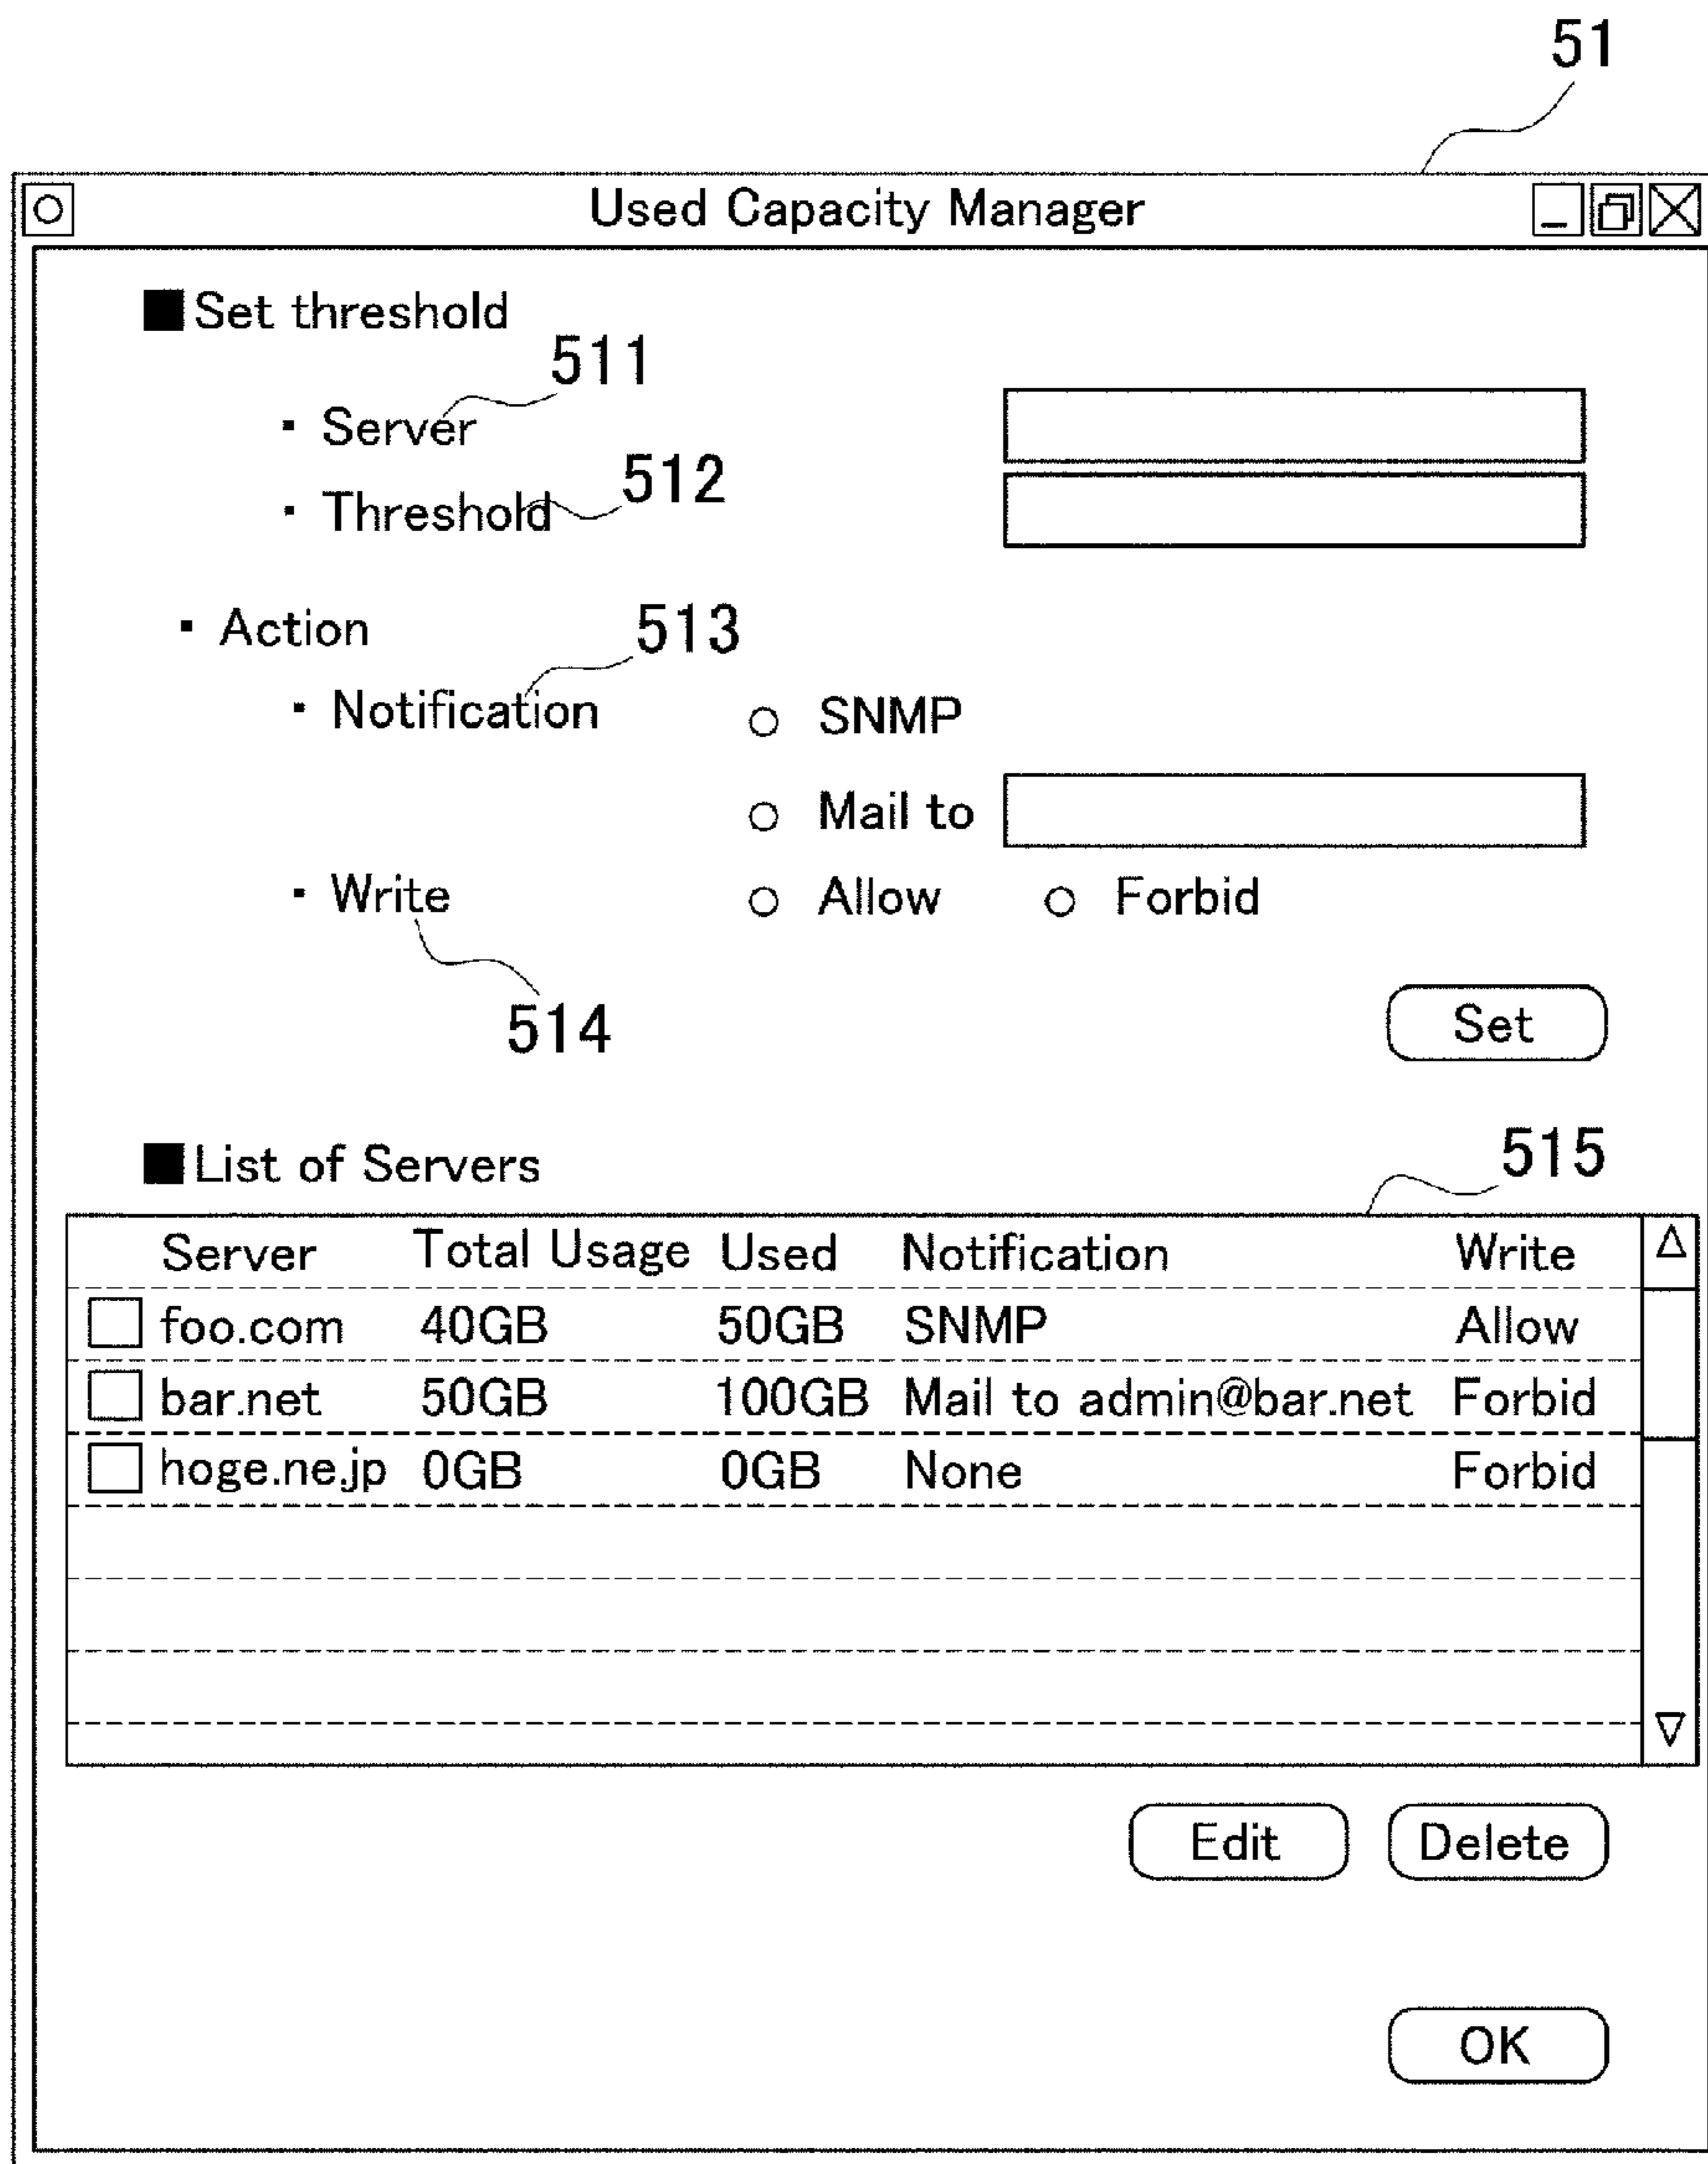 51
Used Capacity Manager
■Set threshold
511
・Server
512
・Threshold
・Action
513
・Notification ○ SNMP
○ Mail to
・Write ○ Allow ○ Forbid
514
Set
■List of Servers
515
Server Total Usage Used Notification Write
foo.com 40GB 50GB SNMP Allow
bar.net 50GB 100GB Mail to admin@bar.net Forbid
hoge.ne.jp 0GB 0GB None Forbid
Edit Delete
OK